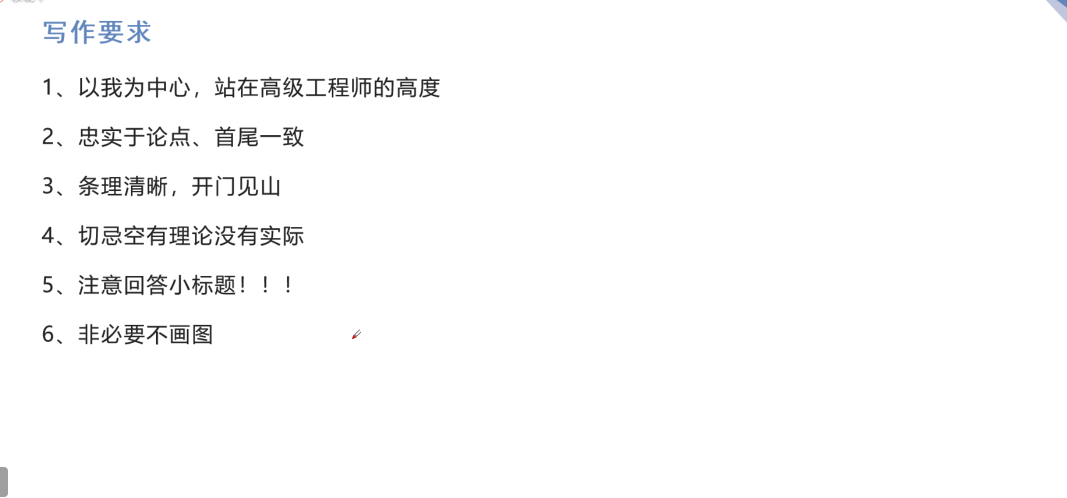 写作要求
1、以我为中心，站在高级工程师的高度
2、忠实于论点、首尾一致
3、条理清晰，开门见山
4、切忌空有理论没有实际
5、注意回答小标题！！！
6、非必要不画图